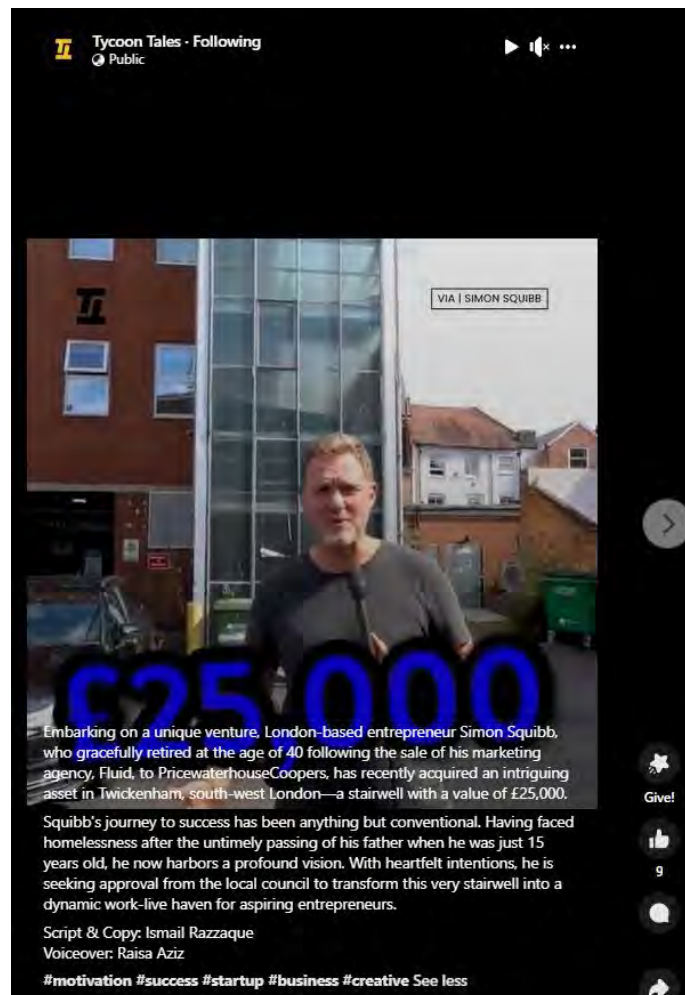 Tycoon Tales · Following
Public
VIA | SIMON SQUIBB
£25,000
Embarking on a unique venture, London-based entrepreneur Simon Squibb,
who gracefully retired at the age of 40 following the sale of his marketing
agency, Fluid, to PricewaterhouseCoopers, has recently acquired an intriguing
asset in Twickenham, south-west London—a stairwell with a value of £25,000.
Squibb's journey to success has been anything but conventional. Having faced
homelessness after the untimely passing of his father when he was just 15
years old, he now harbors a profound vision. With heartfelt intentions, he is
seeking approval from the local council to transform this very stairwell into a
dynamic work-live haven for aspiring entrepreneurs.
Script & Copy: Ismail Razzaque
Voiceover: Raisa Aziz
#motivation #success #startup #business #creative See less
Give!
9